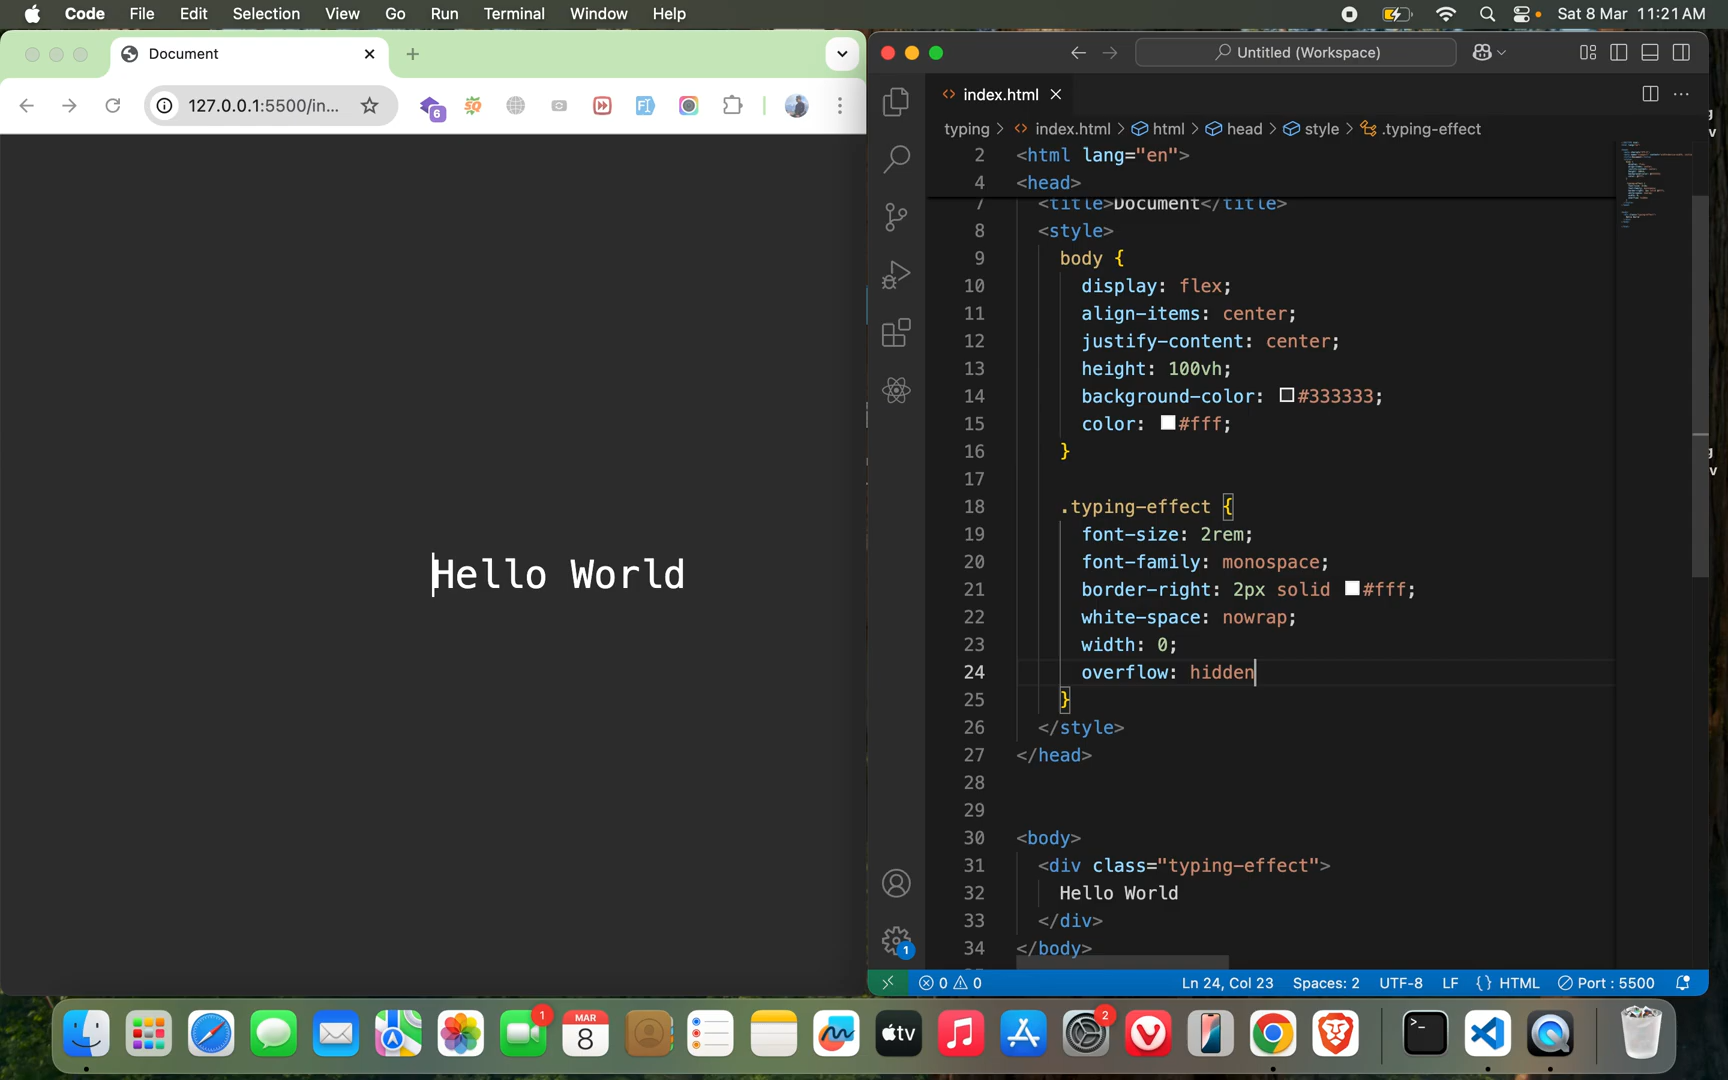 Code File Edit Selection View Go Run Terminal Window Help Sat 8 Mar 11:21 AM
Document
127.0.0.1:5500/in...
6
Hello World
Untitled (Workspace)
index.html
typing > index.html > html > head > style > .typing-effect
2 <html lang="en">
4 <head>
7 <title>Document</title>
8 <style>
9 body {
10 display: flex;
11 align-items: center;
12 justify-content: center;
13 height: 100vh;
14 background-color: #333333;
15 color: #fff;
16 }
17
18 .typing-effect {
19 font-size: 2rem;
20 font-family: monospace;
21 border-right: 2px solid #fff;
22 white-space: nowrap;
23 width: 0;
24 overflow: hidden
25 }
26 </style>
27 </head>
28
29
30 <body>
31 <div class="typing-effect">
32 Hello World
33 </div>
34 </body>
1
0 0 Ln 24, Col 23 Spaces: 2 UTF-8 LF {} HTML Port : 5500
1 MAR 8 tv 2